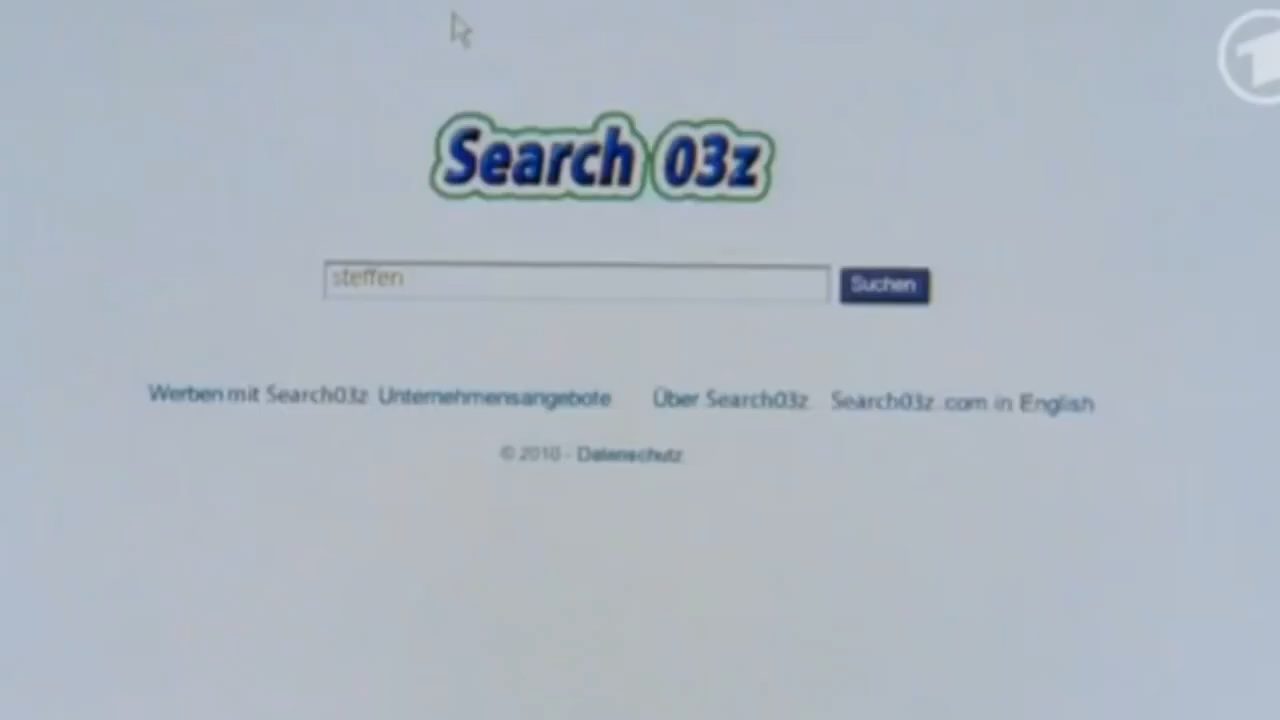 Search 03z
steffen
Suchen
Werben mit Search03z Unternehmensangebote Über Search03z Search03z.com in English
© 2010 - Datenschutz